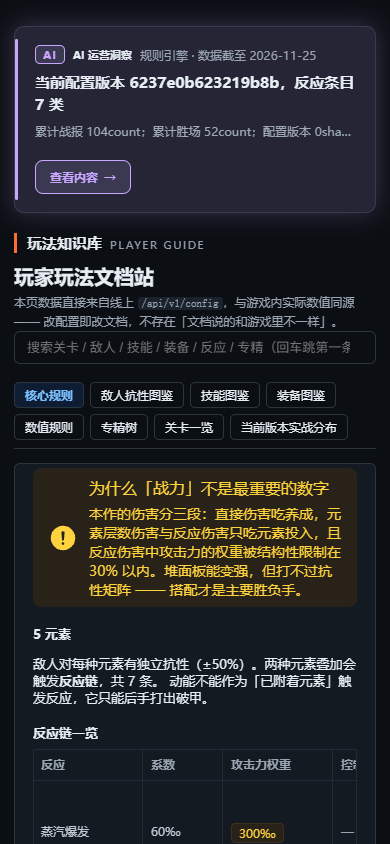 AI AI 运营洞察 规则引擎 · 数据截至 2026-11-25
当前配置版本 6237e0b623219b8b，反应条目
7 类
累计战报 104count；累计胜场 52count；配置版本 0sha...
查看内容 →
玩法知识库 PLAYER GUIDE
玩家玩法文档站
本页数据直接来自线上 /api/v1/config，与游戏内实际数值同源
—— 改配置即改文档，不存在「文档说的和游戏里不一样」。
搜索关卡 / 敌人 / 技能 / 装备 / 反应 / 专精（回车跳第一条
核心规则 敌人抗性图鉴 技能图鉴 装备图鉴
数值规则 专精树 关卡一览 当前版本实战分布
为什么「战力」不是最重要的数字
本作的伤害分三段：直接伤害吃养成，元
素层数伤害与反应伤害只吃元素投入，且
反应伤害中攻击力的权重被结构性限制在
30% 以内。堆面板能变强，但打不过抗
性矩阵 —— 搭配才是主要胜负手。
5 元素
敌人对每种元素有独立抗性（±50%）。两种元素叠加会
触发反应链，共 7 条。 动能不能作为「已附着元素」触
发反应，它只能后手打出破甲。
反应链一览
反应 系数 攻击力权重
蒸汽爆发 60‰ 300‰ —